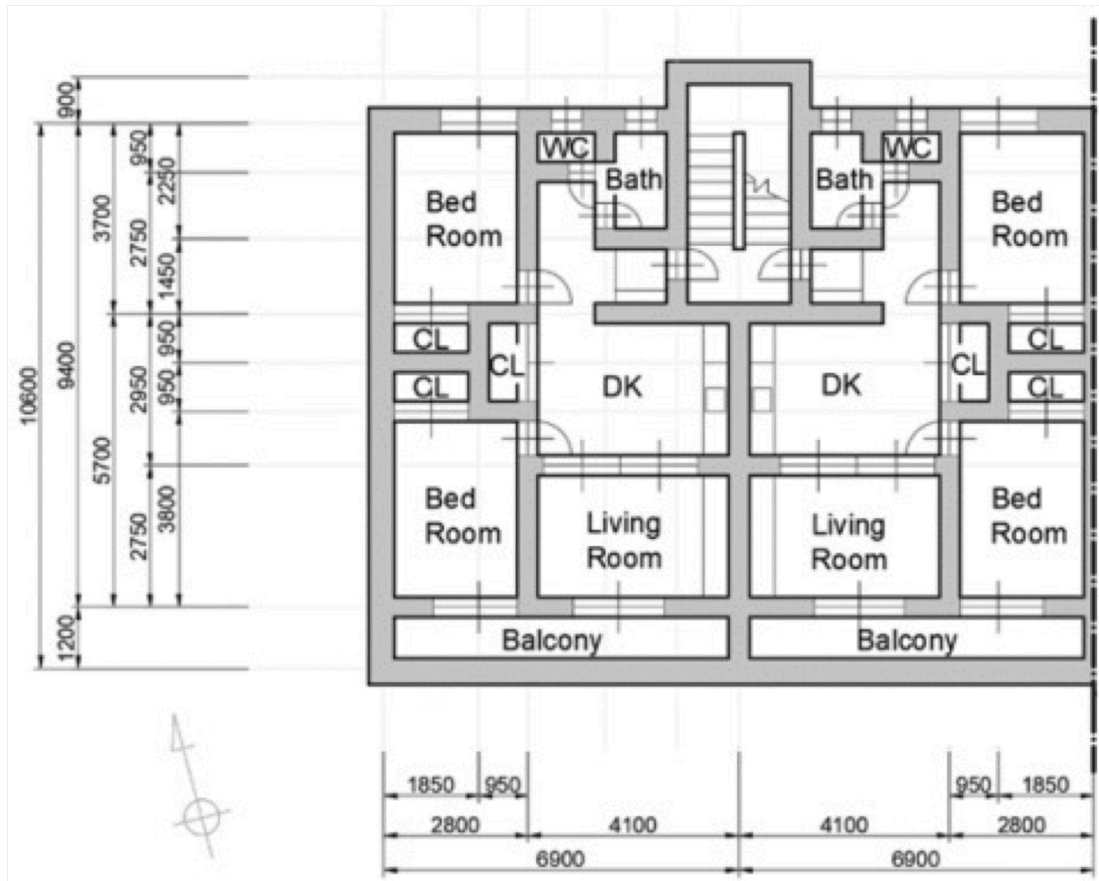 900
10600
9400
3700
5700
1200
950
2750
2950
2750
2250
1450
950
950
3800
WC
Bath
Bed
Room
CL
CL
CL
DK
Bed
Room
Living
Room
Balcony
Bath
WC
Bed
Room
DK
CL
CL
CL
Living
Room
Bed
Room
Balcony
1850 950
950 1850
2800 4100 4100 2800
6900 6900